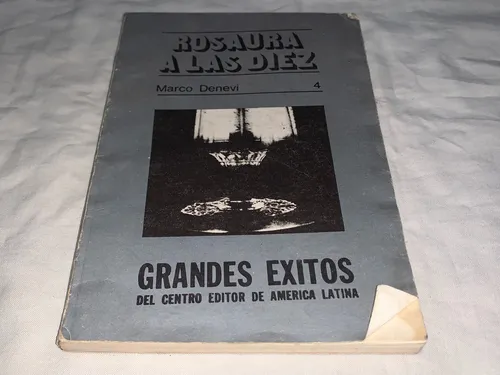 ROSAURA
A LAS DIEZ
Marco Denevi 4
GRANDES EXITOS
DEL CENTRO EDITOR DE AMERICA LATINA